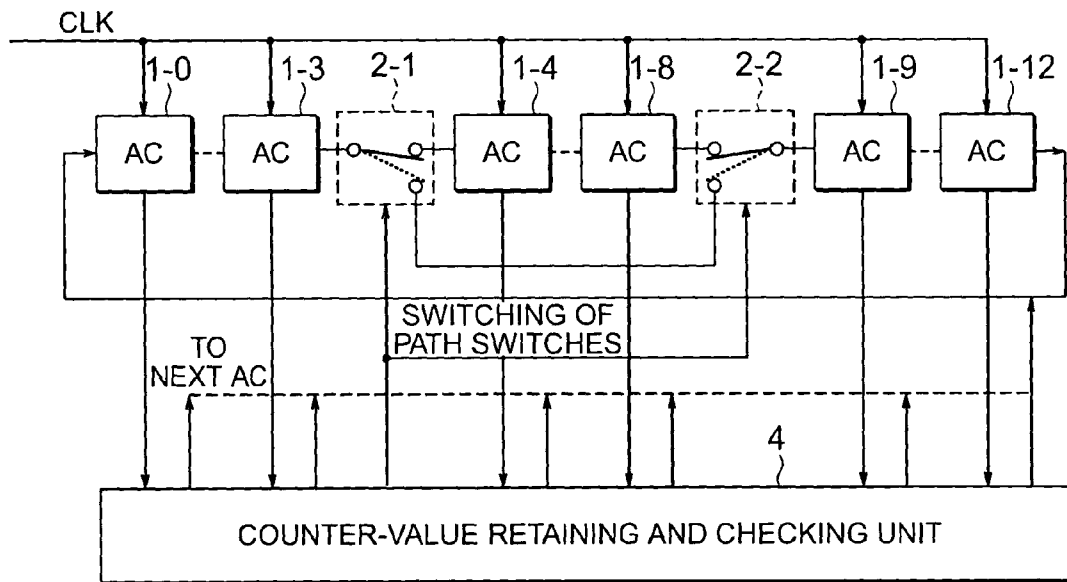 CLK
1-0
1-3
2-1
1-4
1-8
2-2
1-9
1-12
AC
AC
AC
AC
AC
AC
SWITCHING OF
PATH SWITCHES
TO
NEXT AC
4
COUNTER-VALUE RETAINING AND CHECKING UNIT